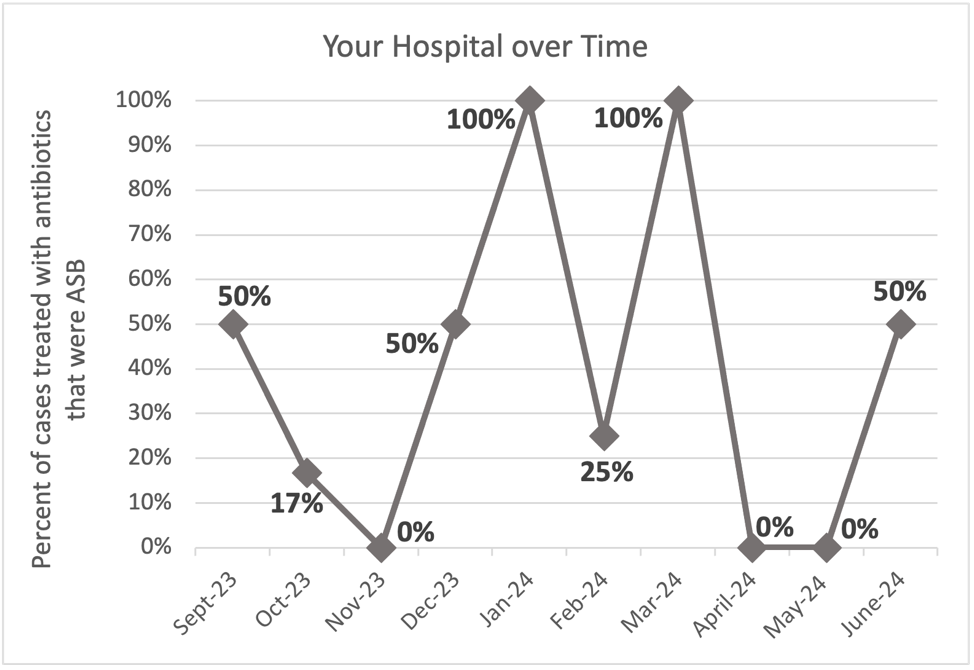 Your Hospital over Time
Percent of cases treated with antibiotics
that were ASB
100%
90%
80%
70%
60%
50%
40%
30%
20%
10%
0%
50%
17%
0%
50%
100%
25%
100%
0%
0%
50%
Sept-23
Oct-23
Nov-23
Dec-23
Jan-24
Feb-24
Mar-24
April-24
May-24
June-24